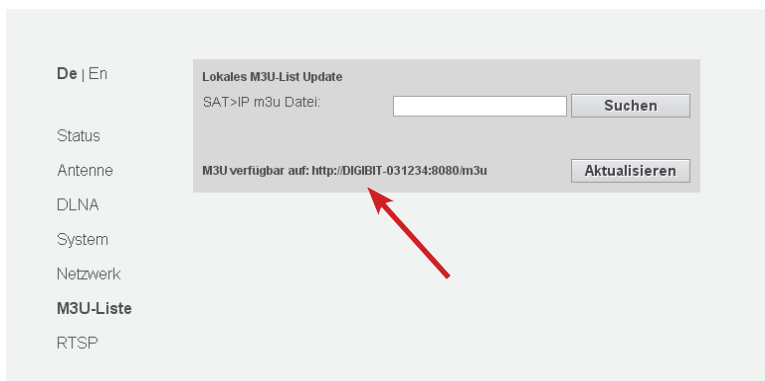 De | En
Status
Antenne
DLNA
System
Netzwerk
M3U-Liste
RTSP
Lokales M3U-List Update
SAT>IP m3u Datei:
Suchen
M3U verfügbar auf: http://DIGIBIT-031234:8080/m3u
Aktualisieren